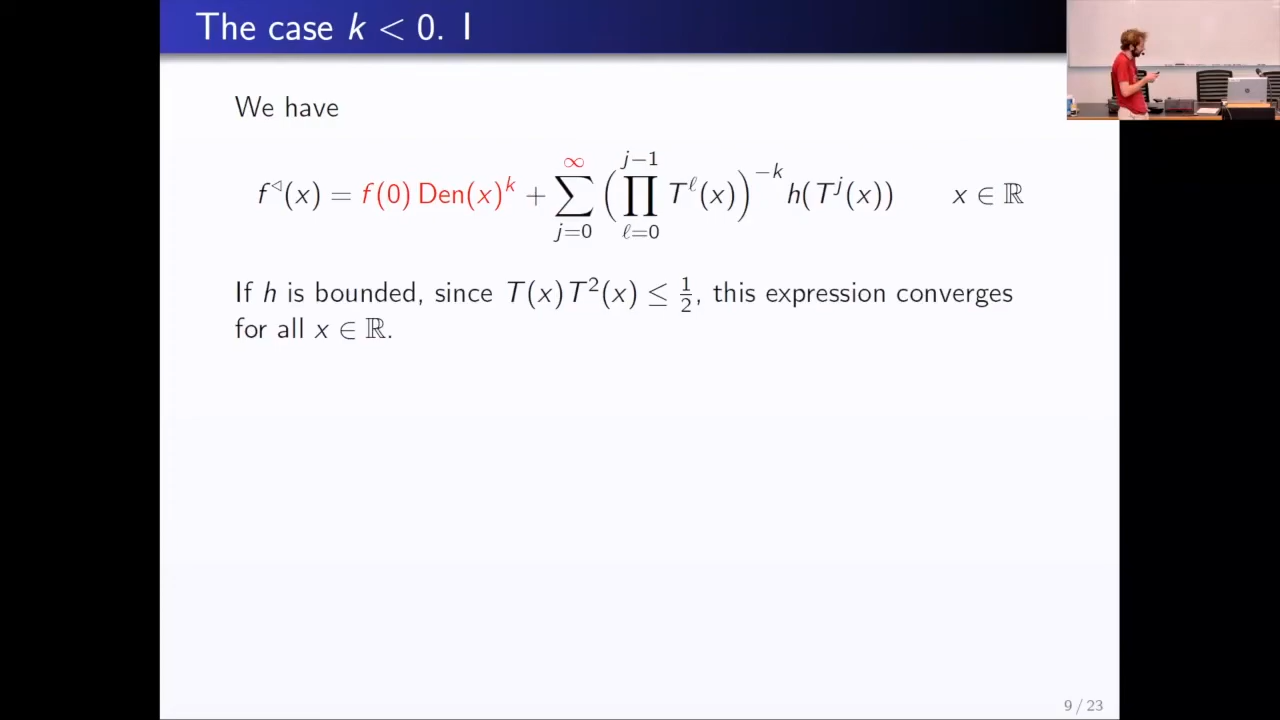 The case k < 0. I
We have
f^◁(x) = f(0) Den(x)^k + ∑_{j=0}^{∞} (∏_{ℓ=0}^{j−1} T^ℓ(x))^{−k} h(T^j(x)) x ∈ ℝ
If h is bounded, since T(x)T²(x) ≤ 1/2, this expression converges
for all x ∈ ℝ.
9 / 23